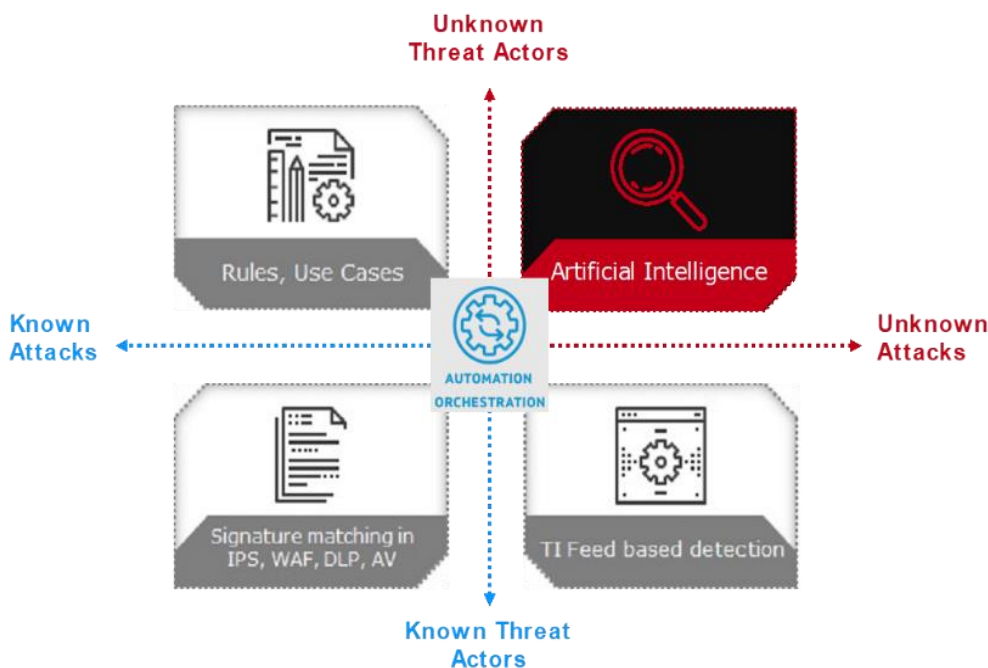 Unknown
Threat Actors
Rules, Use Cases
Artificial Intelligence
Known
Attacks
AUTOMATION
ORCHESTRATION
Unknown
Attacks
Signature matching in
IPS, WAF, DLP, AV
TI Feed based detection
Known Threat
Actors